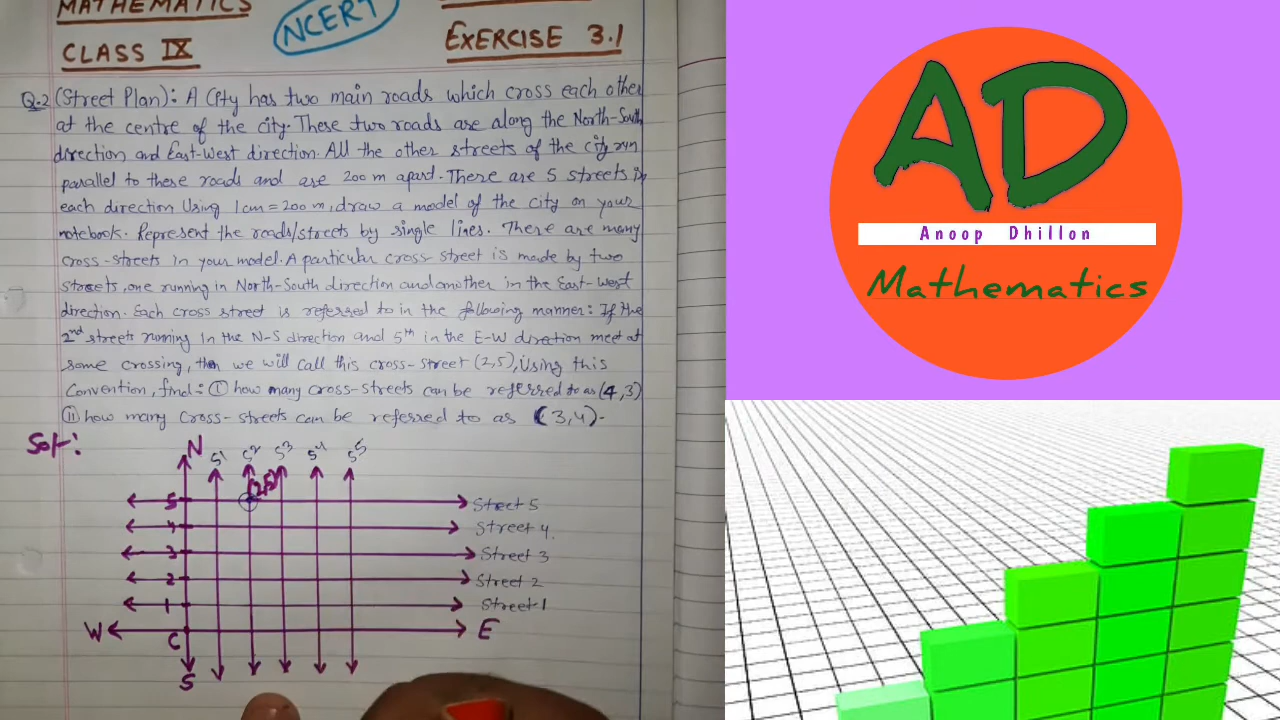 MATHEMATICS
CLASS IX
NCERT
EXERCISE 3.1
Q.2 (Street Plan): A City has two main roads which cross each other
at the centre of the city. These two roads are along the North-South
direction and East-West direction. All the other streets of the city run
parallel to these roads and are 200 m apart. There are 5 streets in
each direction Using 1cm = 200 m, draw a model of the city on your
notebook. Represent the roads/streets by single lines. There are many
cross-streets in your model. A particular cross-street is made by two
streets, one running in North-South direction and another in the East-West
direction. Each cross street is referred to in the following manner: If the
2nd streets running in the N-S direction and 5th in the E-W direction meet at
some crossing, then we will call this cross-street (2,5), Using this
Convention, find:- (i) how many cross-streets can be referred to as (4,3)
(ii) how many cross-streets can be referred to as (3,4).
Sol:
N
S1 S2 S3 S4 S5
(2,5)
5 Street 5
4 Street 4
3 Street 3
2 Street 2
1 Street 1
W C E
S
AD
Anoop Dhillon
Mathematics